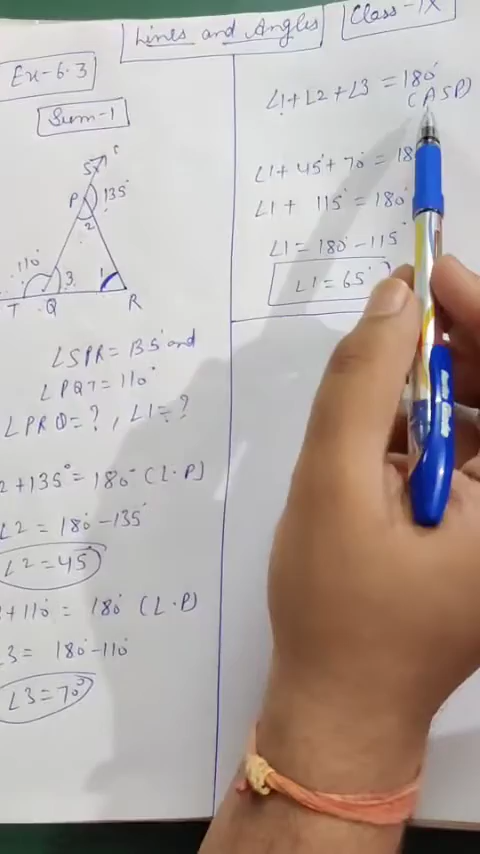 Lines and Angles
Class - IX
Ex-6.3
Sum-1
S
P
135°
2
110°
3
1
T
Q
R
∠SPR = 135° and
∠PQT = 110°
∠PRQ = ? , ∠1 = ?
2 + 135° = 180° (L.P)
∠2 = 180° - 135°
∠2 = 45°
3 + 110° = 180° (L.P)
∠3 = 180° - 110°
∠3 = 70°
∠1 + ∠2 + ∠3 = 180°
(ASP)
∠1 + 45° + 70° = 18
∠1 + 115° = 180°
∠1 = 180° - 115°
∠1 = 65°